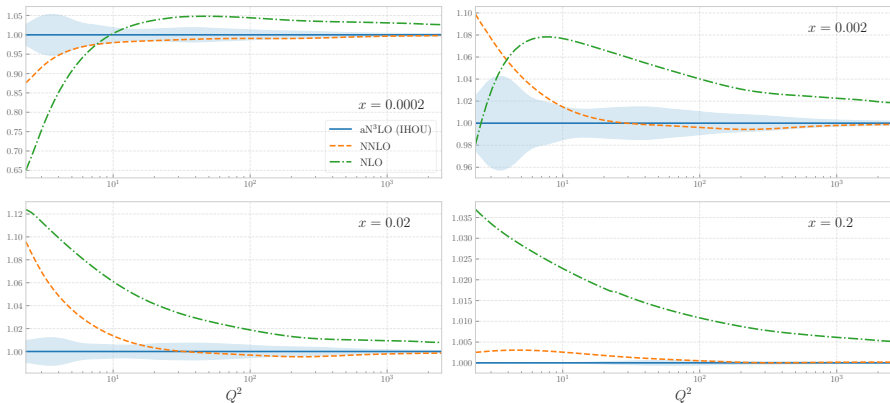 1.05
1.00
0.95
0.90
0.85
0.80
0.75
0.70
0.65
x = 0.0002
aN³LO (IHOU)
NNLO
NLO
10¹ 10² 10³
1.10
1.08
1.06
1.04
1.02
1.00
0.98
0.96
x = 0.002
10¹ 10² 10³
1.12
1.10
1.08
1.06
1.04
1.02
1.00
x = 0.02
10¹ 10² 10³
Q²
1.035
1.030
1.025
1.020
1.015
1.010
1.005
1.000
x = 0.2
10¹ 10² 10³
Q²